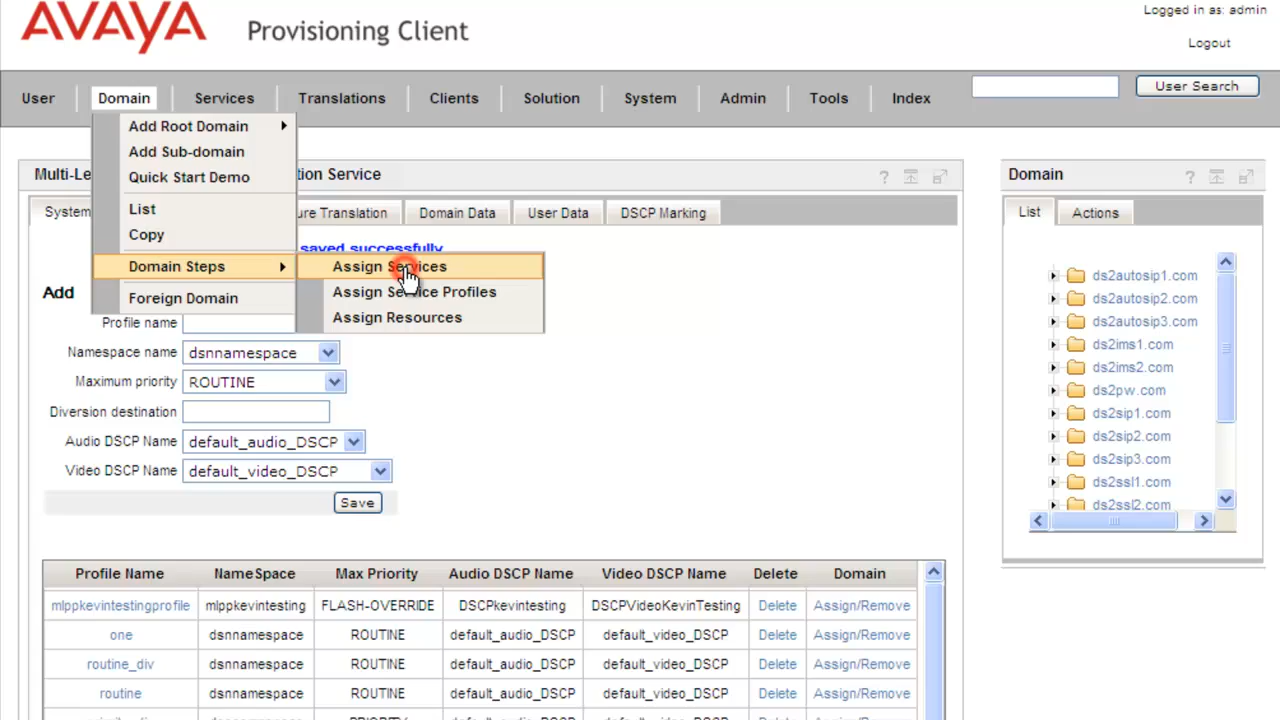 AVAYA Provisioning Client
Logged in as: admin
Logout
User Domain Services Translations Clients Solution System Admin Tools Index User Search
Add Root Domain
Add Sub-domain
Quick Start Demo
List
Copy
Domain Steps
Foreign Domain
Assign Services
Assign Service Profiles
Assign Resources
Multi-Le tion Service
System ure Translation Domain Data User Data DSCP Marking
saved successfully
Add
Profile name
Namespace name dsnnamespace
Maximum priority ROUTINE
Diversion destination
Audio DSCP Name default_audio_DSCP
Video DSCP Name default_video_DSCP
Save
Profile Name NameSpace Max Priority Audio DSCP Name Video DSCP Name Delete Domain
mlppkevintestingprofile mlppkevintesting FLASH-OVERRIDE DSCPkevintesting DSCPVideoKevinTesting Delete Assign/Remove
one dsnnamespace ROUTINE default_audio_DSCP default_video_DSCP Delete Assign/Remove
routine_div dsnnamespace ROUTINE default_audio_DSCP default_video_DSCP Delete Assign/Remove
routine dsnnamespace ROUTINE default_audio_DSCP default_video_DSCP Delete Assign/Remove
Domain
List Actions
ds2autosip1.com
ds2autosip2.com
ds2autosip3.com
ds2ims1.com
ds2ims2.com
ds2pw.com
ds2sip1.com
ds2sip2.com
ds2sip3.com
ds2ssl1.com
ds2ssl2.com